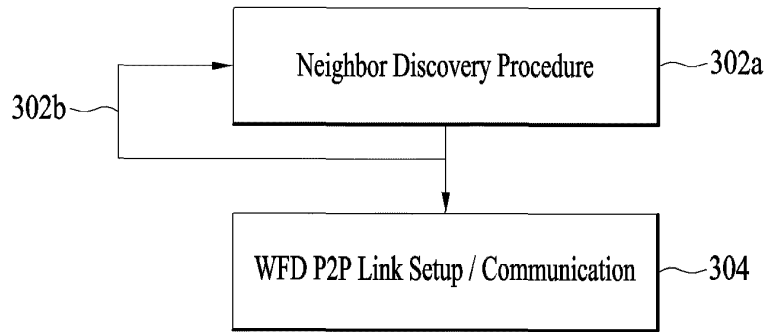 Neighbor Discovery Procedure
302a
302b
WFD P2P Link Setup / Communication
304